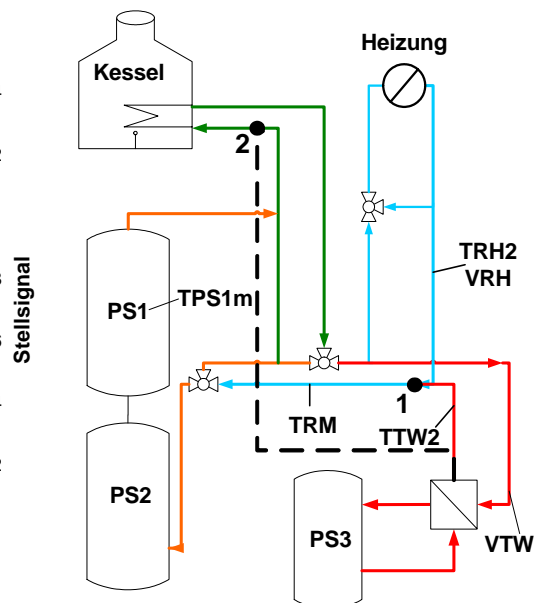 Heizung
Kessel
2
TRH2
VRH
PS1
TPS1m
Stellsignal
1
TRM
TTW2
PS2
PS3
VTW